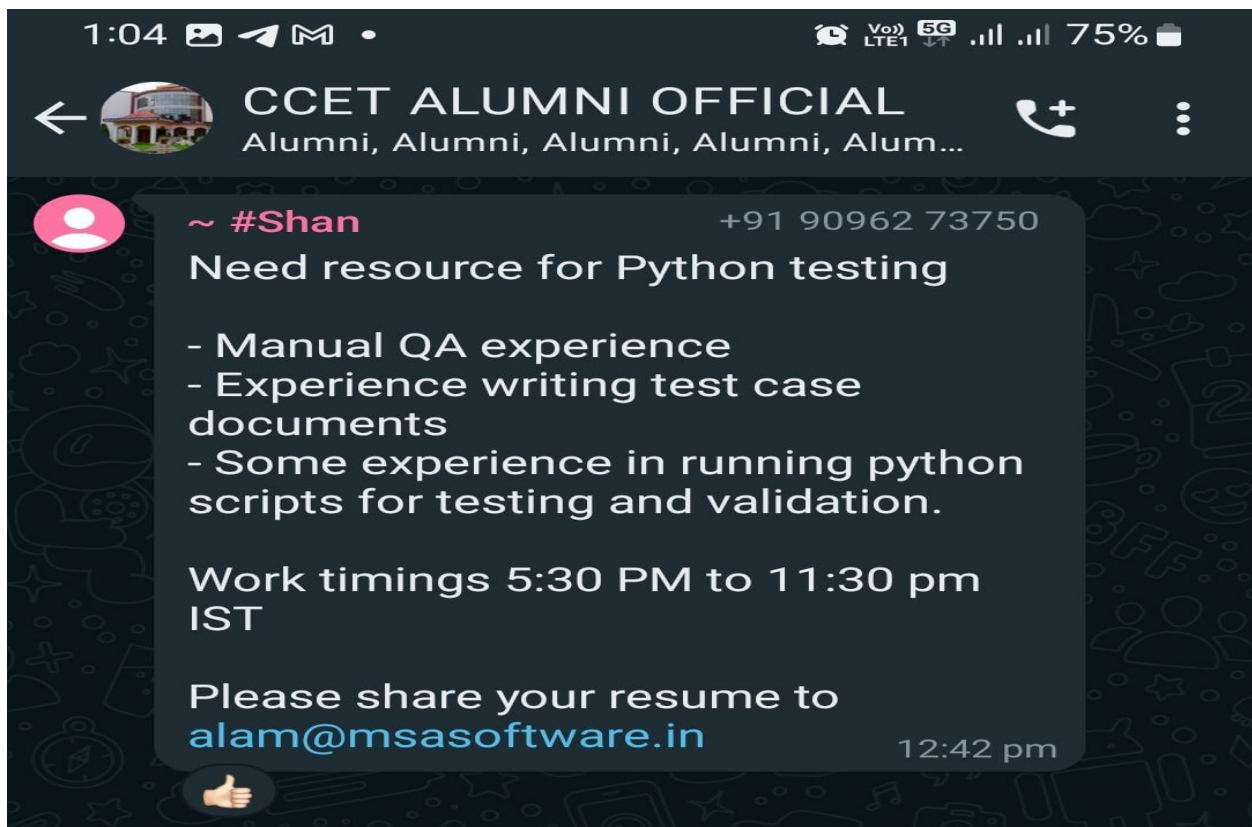 1:04 Vo)) LTE1 5G 75%
CCET ALUMNI OFFICIAL
Alumni, Alumni, Alumni, Alumni, Alum...
~ #Shan +91 90962 73750
Need resource for Python testing
- Manual QA experience
- Experience writing test case
documents
- Some experience in running python
scripts for testing and validation.
Work timings 5:30 PM to 11:30 pm
IST
Please share your resume to
alam@msasoftware.in
12:42 pm